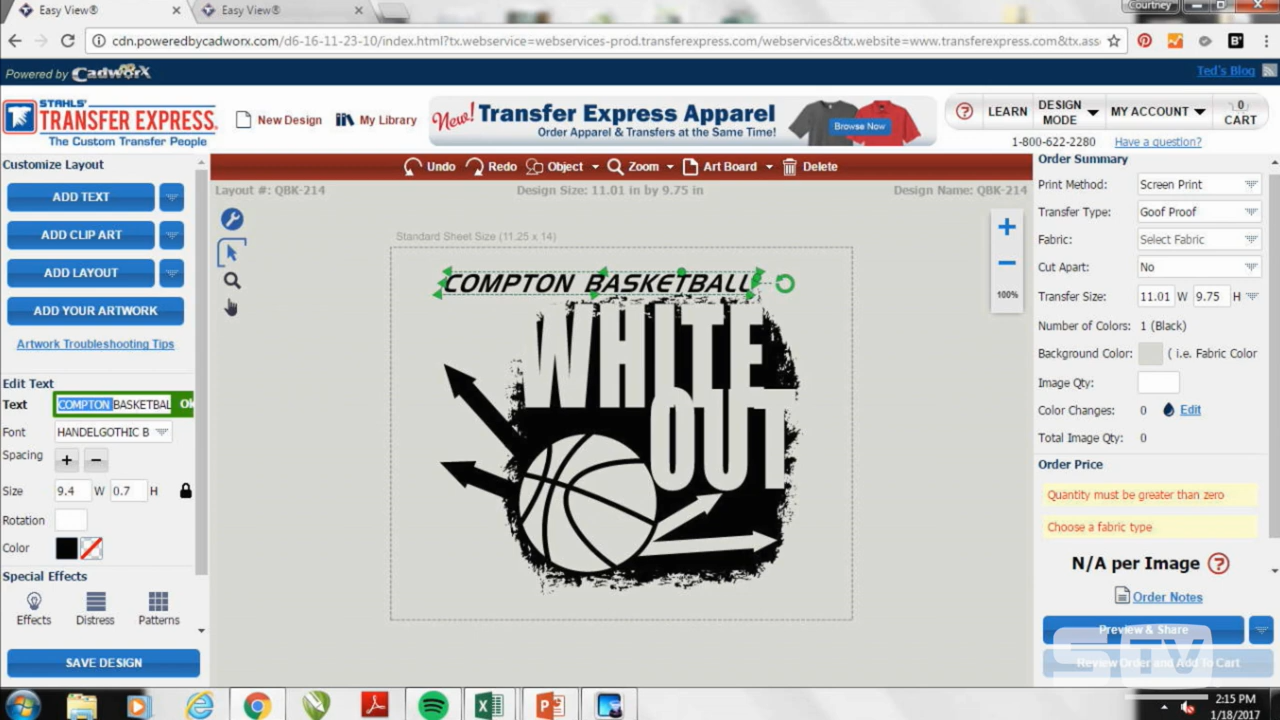 Easy View®
Easy View®
Courtney
cdn.poweredbycadworx.com/d6-16-11-23-10/index.html?tx.webservice=webservices-prod.transferexpress.com/webservices&tx.website=www.transferexpress.com&tx.ass
Powered by CadworX
Ted's Blog
STAHLS'
TRANSFER EXPRESS.
The Custom Transfer People
New Design
My Library
New! Transfer Express Apparel
Order Apparel & Transfers at the Same Time!
Browse Now
LEARN
DESIGN MODE
MY ACCOUNT
0
CART
1-800-622-2280
Have a question?
Customize Layout
ADD TEXT
ADD CLIP ART
ADD LAYOUT
ADD YOUR ARTWORK
Artwork Troubleshooting Tips
Edit Text
Text COMPTON BASKETBAL Ok
Font HANDELGOTHIC B
Spacing + −
Size 9.4 W 0.7 H
Rotation
Color
Special Effects
Effects Distress Patterns
SAVE DESIGN
Undo Redo Object Zoom Art Board Delete
Layout #: QBK-214 Design Size: 11.01 in by 9.75 in Design Name: QBK-214
Standard Sheet Size (11.25 x 14)
COMPTON BASKETBALL
WHITE
OUT
100%
Order Summary
Print Method: Screen Print
Transfer Type: Goof Proof
Fabric: Select Fabric
Cut Apart: No
Transfer Size: 11.01 W 9.75 H
Number of Colors: 1 (Black)
Background Color: ( i.e. Fabric Color
Image Qty:
Color Changes: 0 Edit
Total Image Qty: 0
Order Price
Quantity must be greater than zero
Choose a fabric type
N/A per Image ?
Order Notes
Preview & Share
Review Order and Add To Cart
STV
2:15 PM
1/18/2017